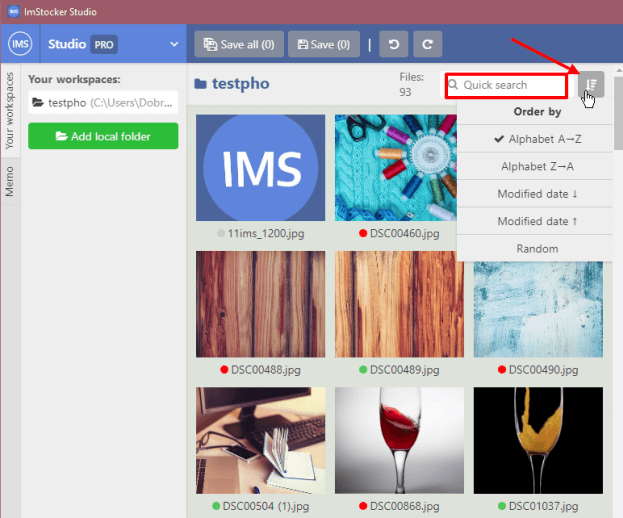 IMS ImStocker Studio
IMS Studio PRO
Save all (0) Save (0)
Your workspaces
Memo
Your workspaces:
testpho (C:\Users\Dobr...
Add local folder
testpho
Files:
93
Quick search
Order by
Alphabet A→Z
Alphabet Z→A
Modified date ↓
Modified date ↑
Random
IMS
11ims_1200.jpg
DSC00460.jpg
DSC00488.jpg
DSC00489.jpg
DSC00490.jpg
DSC00504 (1).jpg
DSC00868.jpg
DSC01037.jpg